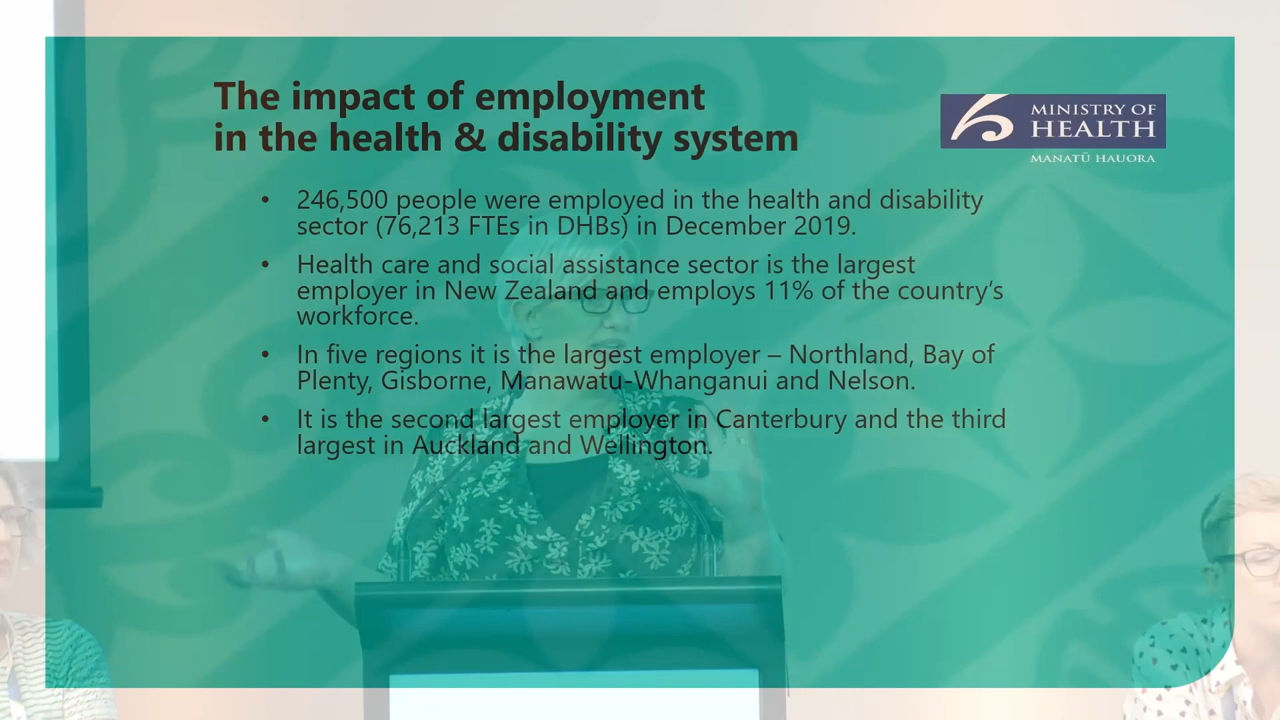 The impact of employment
in the health & disability system
MINISTRY OF
HEALTH
MANATŪ HAUORA
• 246,500 people were employed in the health and disability
sector (76,213 FTEs in DHBs) in December 2019.
• Health care and social assistance sector is the largest
employer in New Zealand and employs 11% of the country’s
workforce.
• In five regions it is the largest employer – Northland, Bay of
Plenty, Gisborne, Manawatu-Whanganui and Nelson.
• It is the second largest employer in Canterbury and the third
largest in Auckland and Wellington.